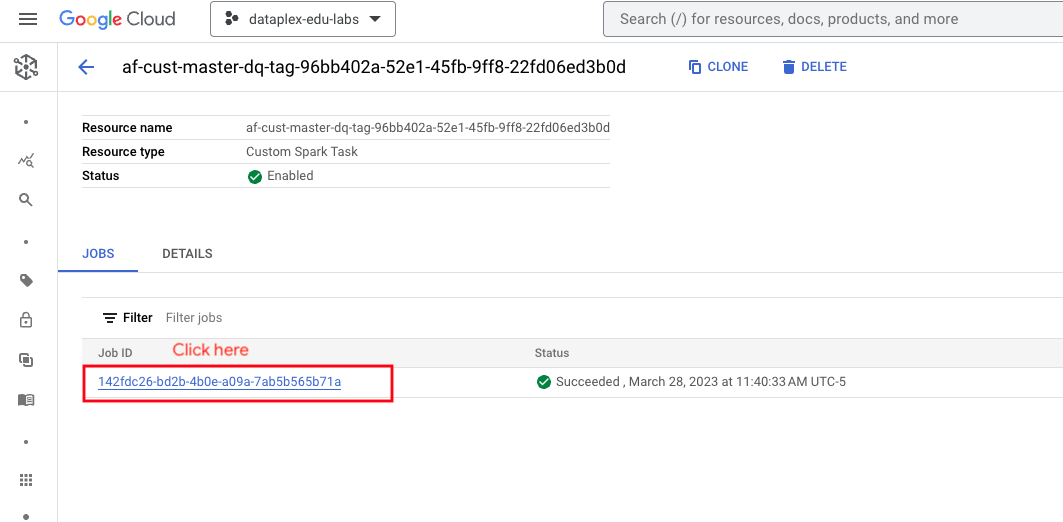 Google Cloud
dataplex-edu-labs
Search (/) for resources, docs, products, and more
af-cust-master-dq-tag-96bb402a-52e1-45fb-9ff8-22fd06ed3b0d
CLONE
DELETE
Resource name af-cust-master-dq-tag-96bb402a-52e1-45fb-9ff8-22fd06ed3b0d
Resource type Custom Spark Task
Status Enabled
JOBS DETAILS
Filter Filter jobs
Job ID Click here Status
142fdc26-bd2b-4b0e-a09a-7ab5b565b71a Succeeded , March 28, 2023 at 11:40:33 AM UTC-5